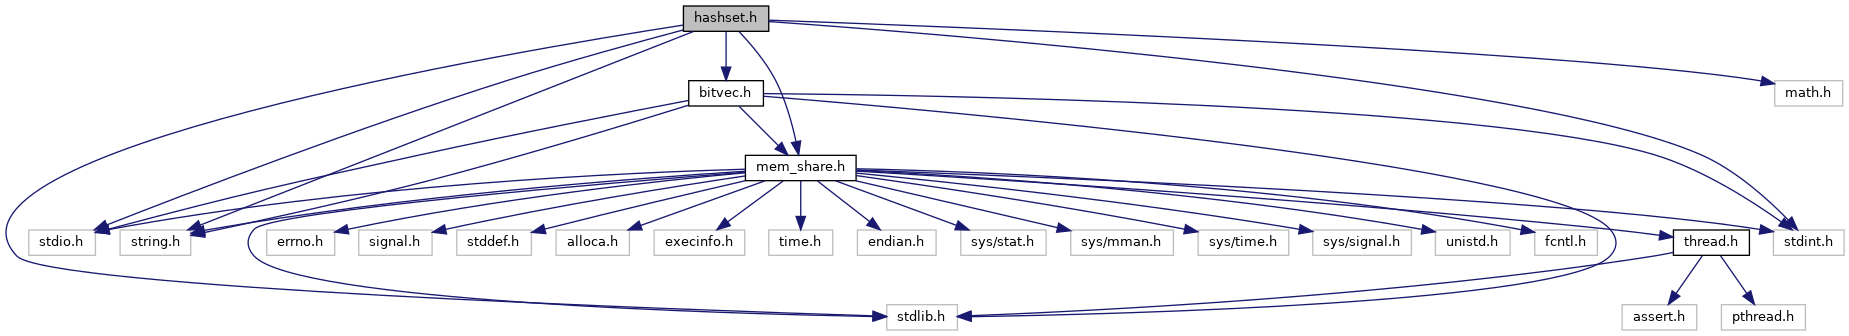 hashset.h
bitvec.h
math.h
mem_share.h
stdio.h
string.h
errno.h
signal.h
stddef.h
alloca.h
execinfo.h
time.h
endian.h
sys/stat.h
sys/mman.h
sys/time.h
sys/signal.h
unistd.h
fcntl.h
thread.h
stdint.h
stdlib.h
assert.h
pthread.h